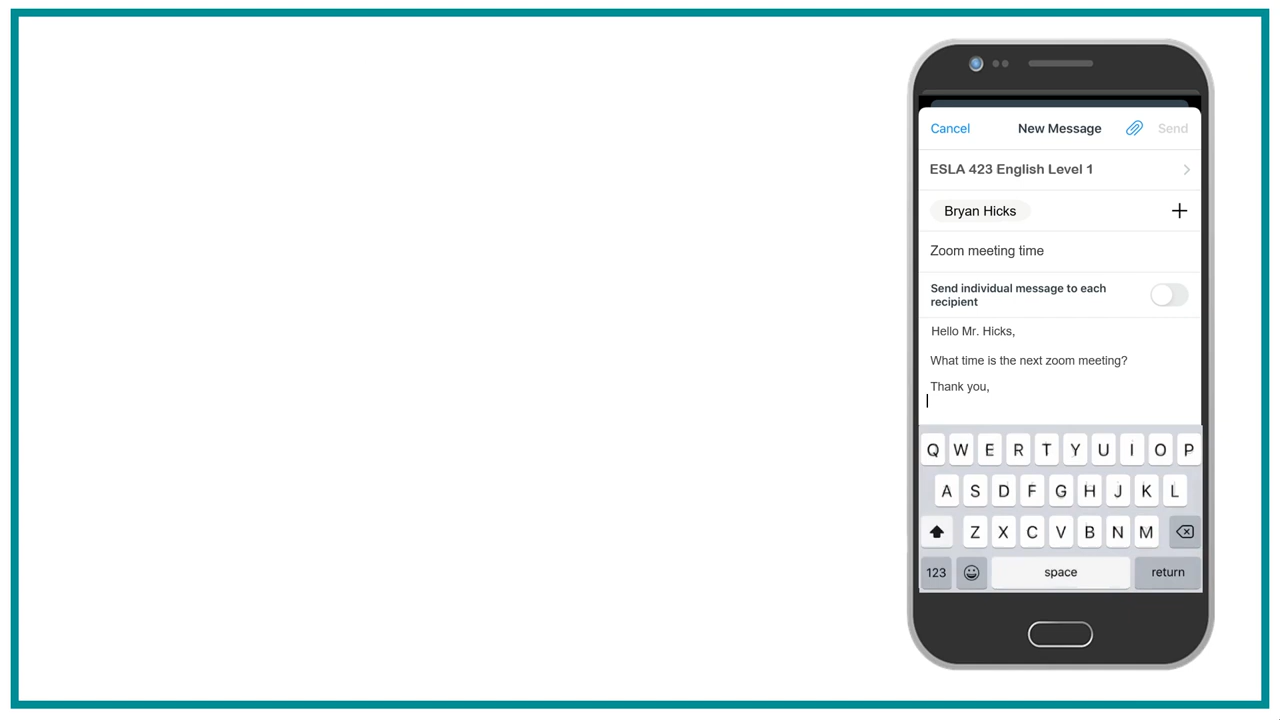 Cancel New Message Send
ESLA 423 English Level 1
Bryan Hicks
Zoom meeting time
Send individual message to each
recipient
Hello Mr. Hicks,
What time is the next zoom meeting?
Thank you,
Q W E R T Y U I O P
A S D F G H J K L
Z X C V B N M
123 space return